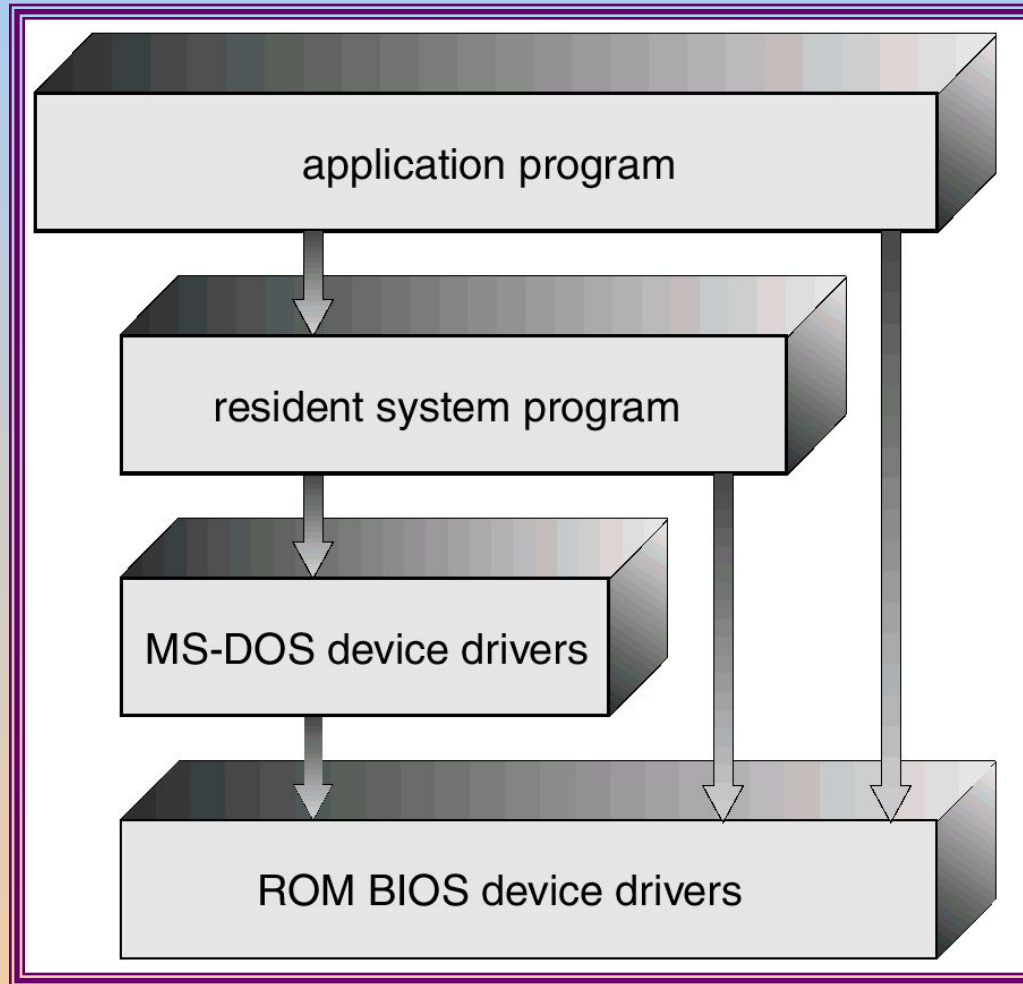 application program
resident system program
MS-DOS device drivers
ROM BIOS device drivers